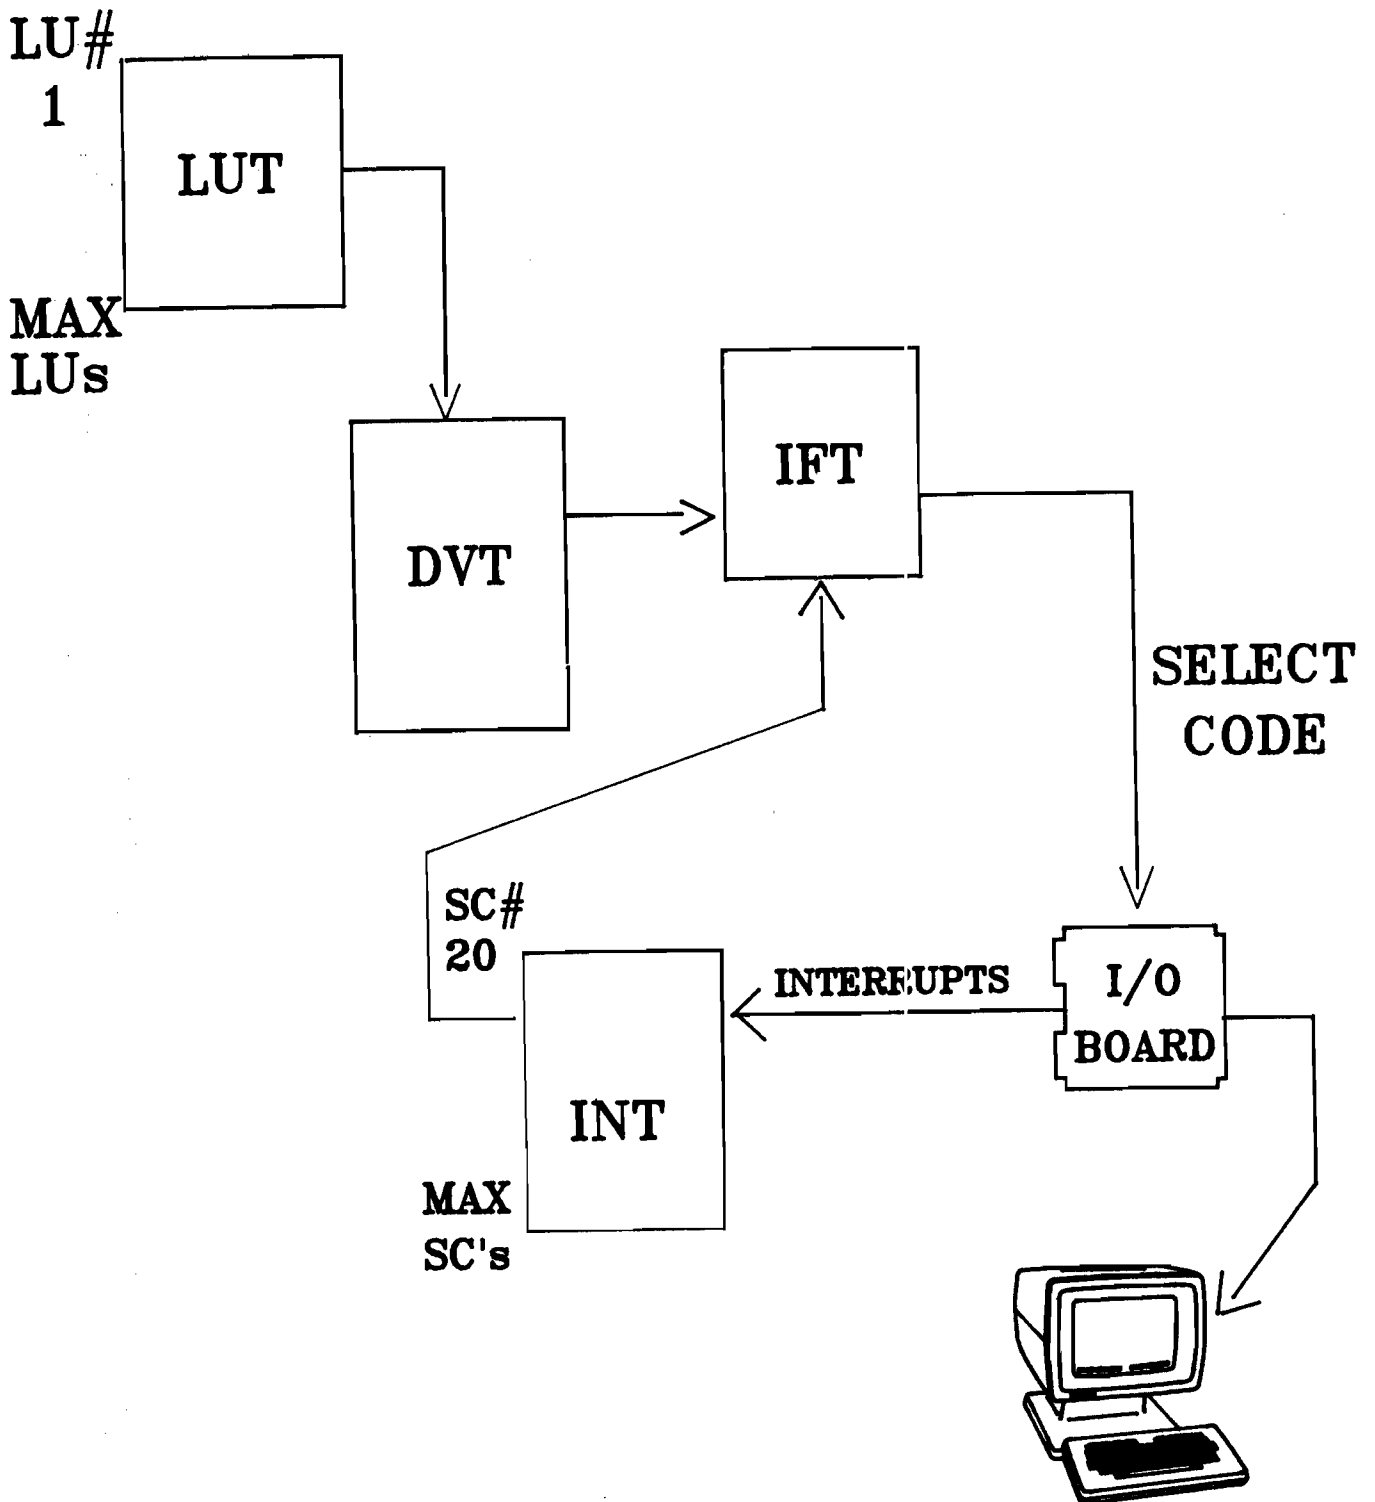 LU#
1
LUT
MAX
LUs
IFT
DVT
SELECT
CODE
SC#
20
INTERRUPTS
I/O
BOARD
INT
MAX
SC's